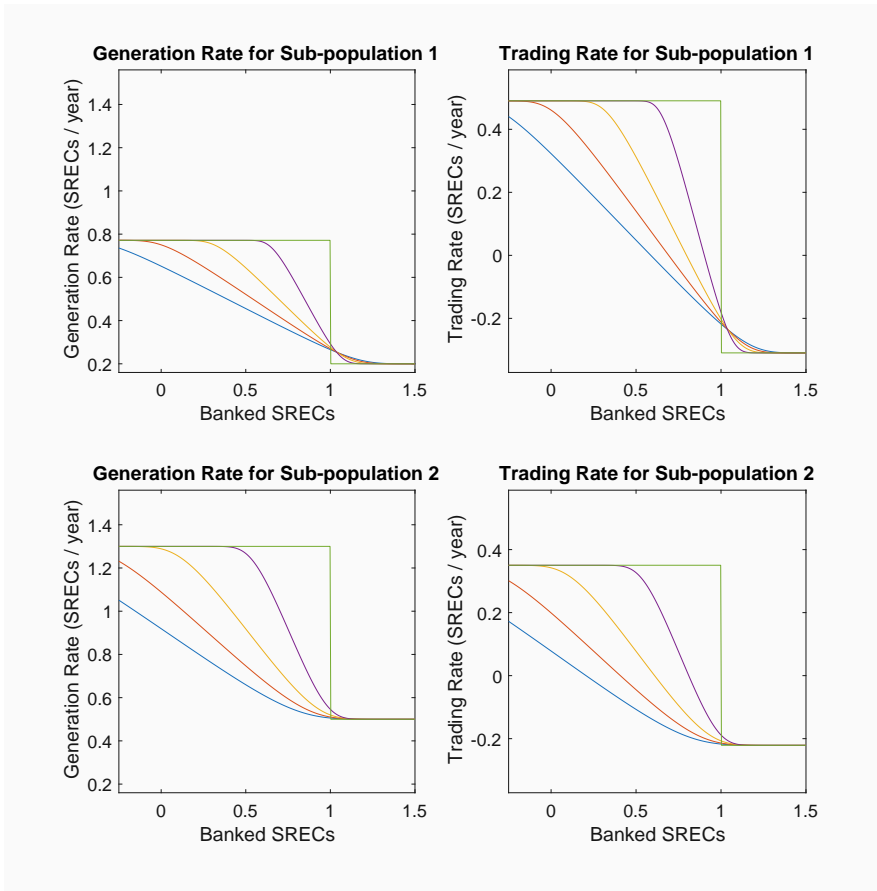 Generation Rate for Sub-population 1
Generation Rate (SRECs / year)
1.4
1.2
1
0.8
0.6
0.4
0.2
0 0.5 1 1.5
Banked SRECs
Trading Rate for Sub-population 1
Trading Rate (SRECs / year)
0.4
0.2
0
-0.2
0 0.5 1 1.5
Banked SRECs
Generation Rate for Sub-population 2
Generation Rate (SRECs / year)
1.4
1.2
1
0.8
0.6
0.4
0.2
0 0.5 1 1.5
Banked SRECs
Trading Rate for Sub-population 2
Trading Rate (SRECs / year)
0.4
0.2
0
-0.2
0 0.5 1 1.5
Banked SRECs